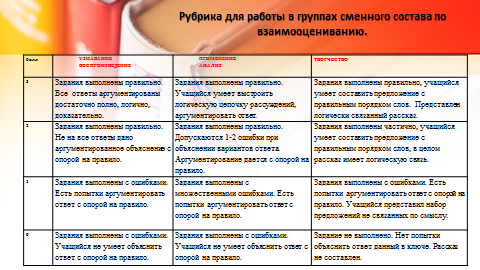 Рубрика для работы в группах сменного состава по
взаимооцениванию.
Балл
УЗНАВАНИЕ
ВОСПРОИЗВЕДЕНИЕ
ПРИМЕНЕНИЕ
АНАЛИЗ
ТВОРЧЕСТВО
3
Задания выполнены правильно.
Все ответы аргументированы
достаточно полно, логично,
доказательно.
Задания выполнены правильно.
Учащийся умеет выстроить
логическую цепочку рассуждений,
аргументировать ответ.
Задания выполнены правильно, учащийся
умеет составить предложение с
правильным порядком слов. Представлен
логически связанный рассказ.
2
Задания выполнены правильно.
Не на все ответы дано
аргументированное объяснение с
опорой на правило.
Задания выполнены правильно.
Допускаются 1-2 ошибки при
объяснении вариантов ответа.
Аргументирование дается с опорой на
правило.
Задания выполнены частично, учащийся
умеет составить предложение с
правильным порядком слов, в целом
рассказ имеет логическую связь.
1
Задания выполнены с ошибками.
Есть попытки аргументировать
ответ с опорой на правило.
Задания выполнены с
множественными ошибками. Есть
попытки аргументировать ответ с
опорой на правило.
Задания выполнены с ошибками. Есть
попытки аргументировать ответ с опорой на
правило. Учащийся представил набор
предложений не связанных по смыслу.
0
Задания выполнены с ошибками.
Учащийся не умеет объяснить
ответ с опорой на правило.
Задания выполнены с ошибками.
Учащийся не умеет объяснить ответ с
опорой на правило.
Задание не выполнено. Нет попытки
объяснить ответ данный в ключе. Рассказ
не составлен.